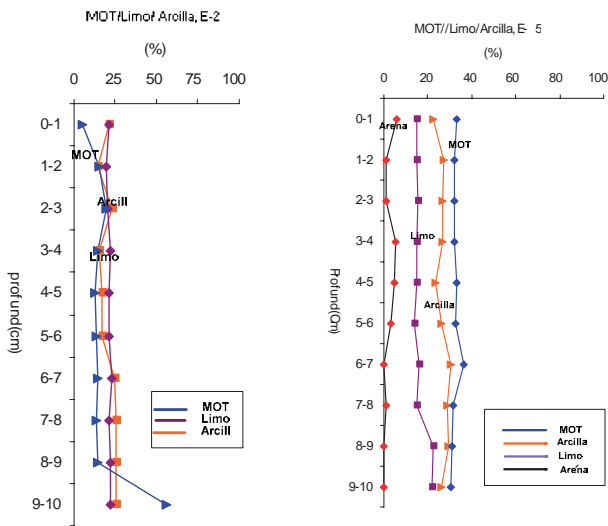 MOT/Limo/ Arcilla, E-2
(%)
0 25 50 75 100
0-1
MOT
1-2
Arcill
2-3
3-4
Limo
4-5
5-6
6-7
7-8
8-9
9-10
profund(cm)
MOT
Limo
Arcill
MOT//Limo/Arcilla, E- 5
(%)
0 20 40 60 80 100
0-1
Arena
MOT
1-2
2-3
3-4
Limo
4-5
Arcilla
5-6
6-7
7-8
8-9
9-10
Rofund(Om)
MOT
Arcilla
Limo
Arena